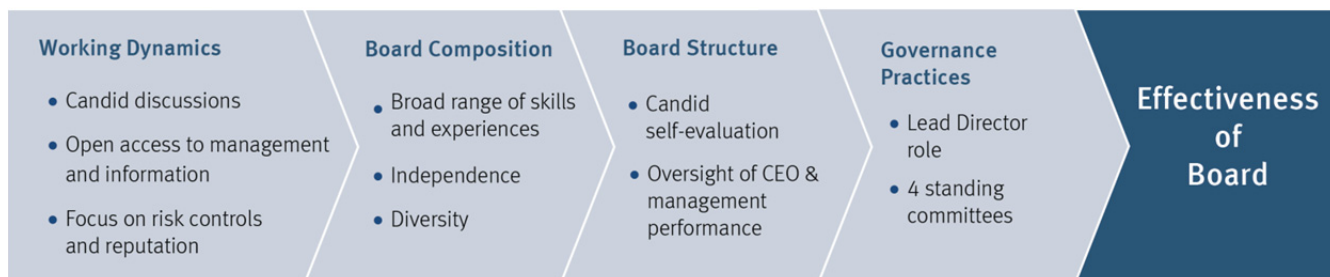 Working Dynamics
• Candid discussions
• Open access to management
and information
• Focus on risk controls
and reputation
Board Composition
• Broad range of skills
and experiences
• Independence
• Diversity
Board Structure
• Candid
self-evaluation
• Oversight of CEO &
management
performance
Governance
Practices
• Lead Director
role
• 4 standing
committees
Effectiveness
of
Board